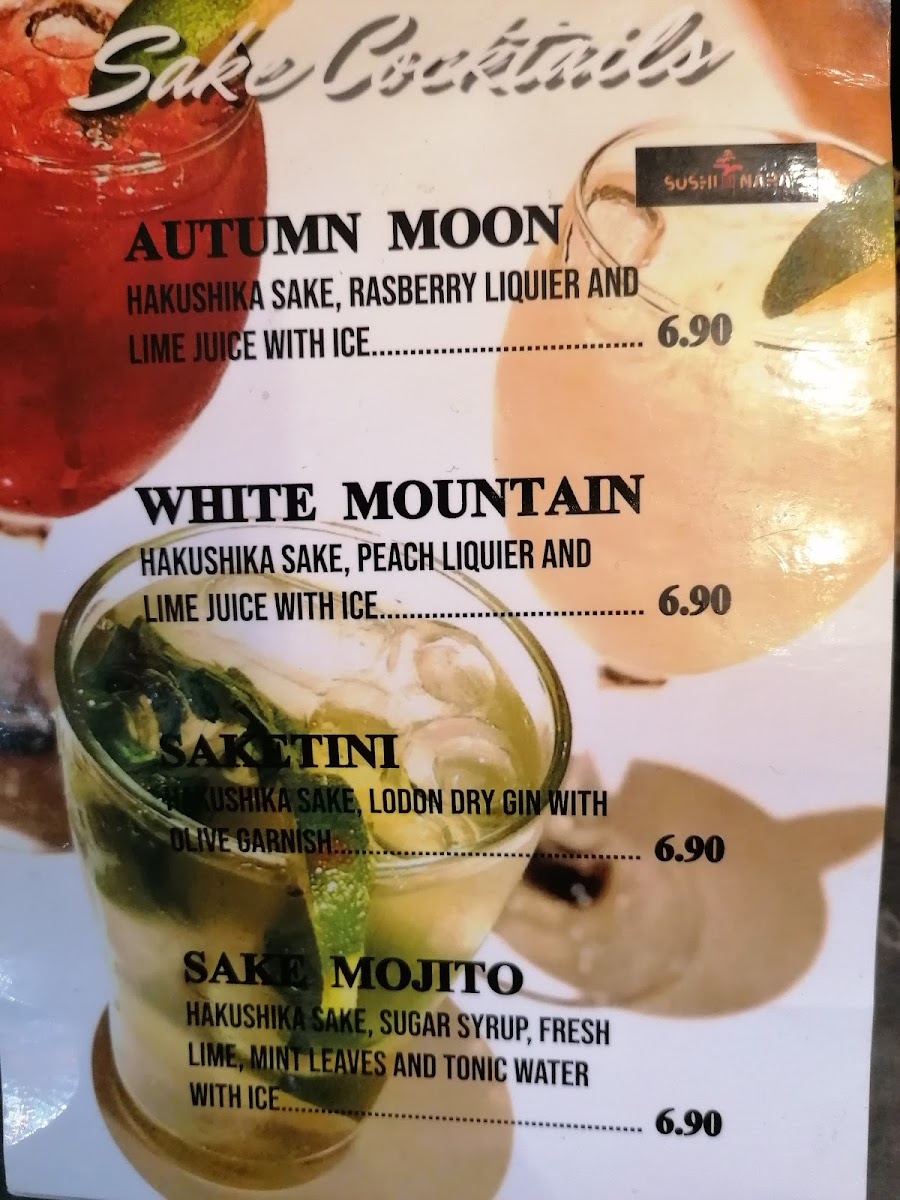 Sake Cocktails
SUSHI NARA
AUTUMN MOON
HAKUSHIKA SAKE, RASBERRY LIQUIER AND
LIME JUICE WITH ICE................................... 6.90
WHITE MOUNTAIN
HAKUSHIKA SAKE, PEACH LIQUIER AND
LIME JUICE WITH ICE.................................. 6.90
SAKETINI
HAKUSHIKA SAKE, LODON DRY GIN WITH
OLIVE GARNISH........................................ 6.90
SAKE MOJITO
HAKUSHIKA SAKE, SUGAR SYRUP, FRESH
LIME, MINT LEAVES AND TONIC WATER
WITH ICE................................................ 6.90